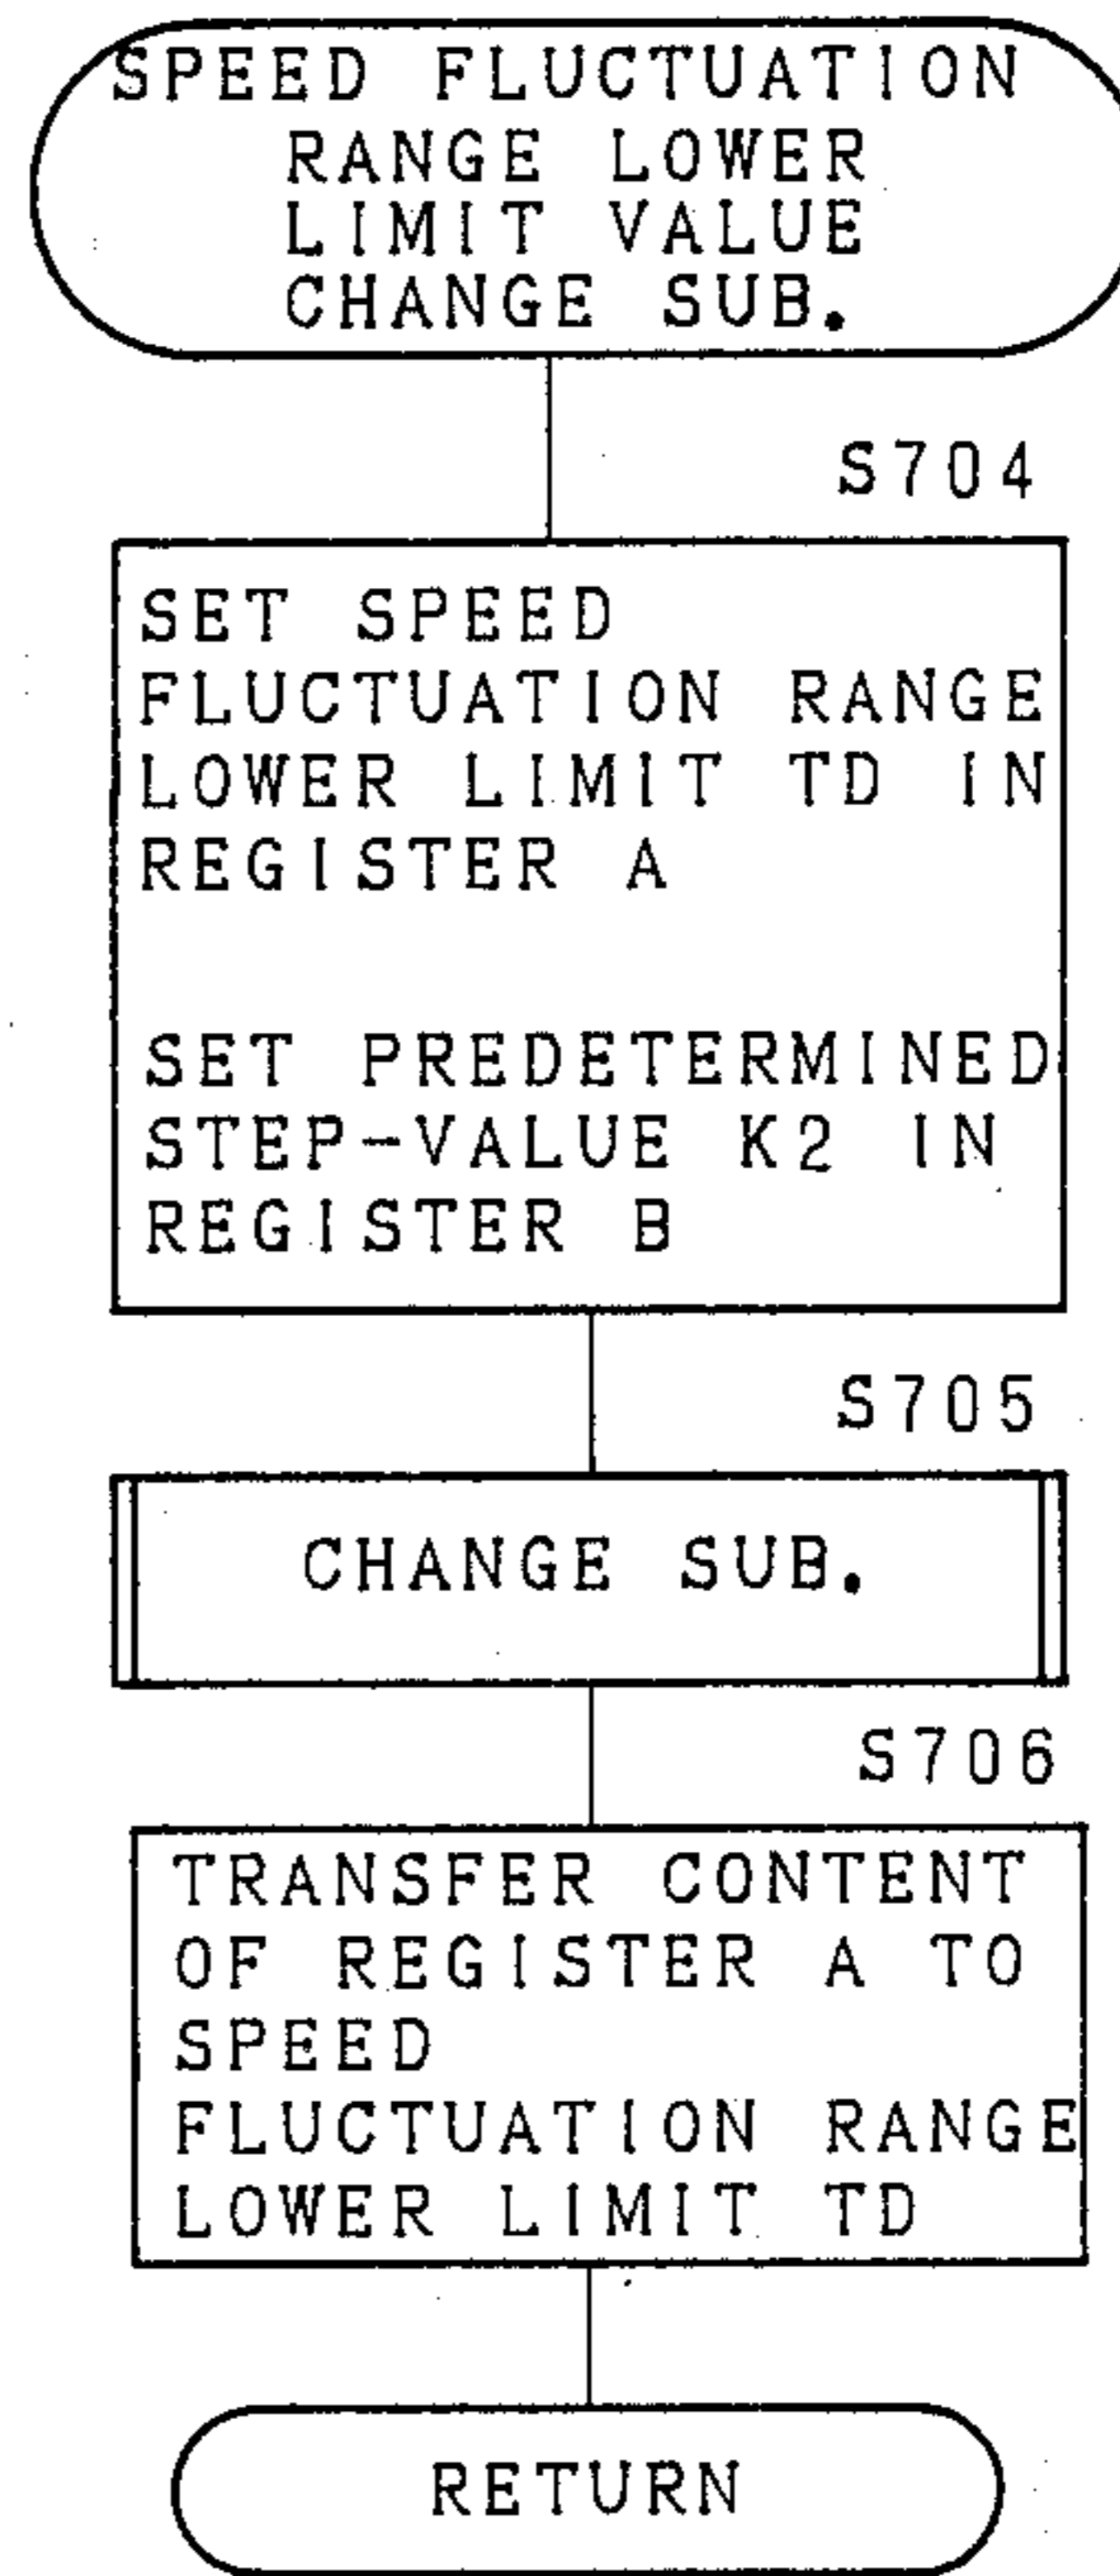 SPEED FLUCTUATION
RANGE LOWER
LIMIT VALUE
CHANGE SUB.
S704
SET SPEED
FLUCTUATION RANGE
LOWER LIMIT TD IN
REGISTER A
SET PREDETERMINED
STEP-VALUE K2 IN
REGISTER B
S705
CHANGE SUB.
S706
TRANSFER CONTENT
OF REGISTER A TO
SPEED
FLUCTUATION RANGE
LOWER LIMIT TD
RETURN